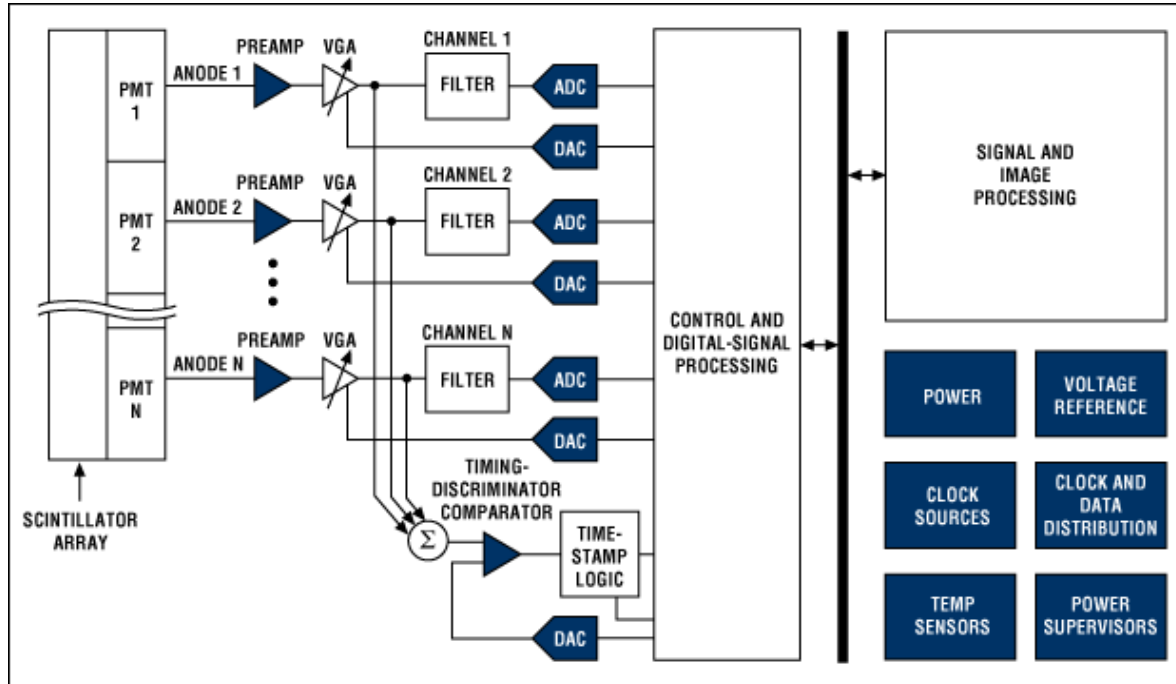 PMT
1
ANODE 1
PREAMP
VGA
CHANNEL 1
FILTER
ADC
DAC
PMT
2
ANODE 2
PREAMP
VGA
CHANNEL 2
FILTER
ADC
DAC
PMT
N
ANODE N
PREAMP
VGA
CHANNEL N
FILTER
ADC
DAC
SCINTILLATOR
ARRAY
TIMING-
DISCRIMINATOR
COMPARATOR
Σ
TIME-
STAMP
LOGIC
DAC
CONTROL AND
DIGITAL-SIGNAL
PROCESSING
SIGNAL AND
IMAGE
PROCESSING
POWER
VOLTAGE
REFERENCE
CLOCK
SOURCES
CLOCK AND
DATA
DISTRIBUTION
TEMP
SENSORS
POWER
SUPERVISORS